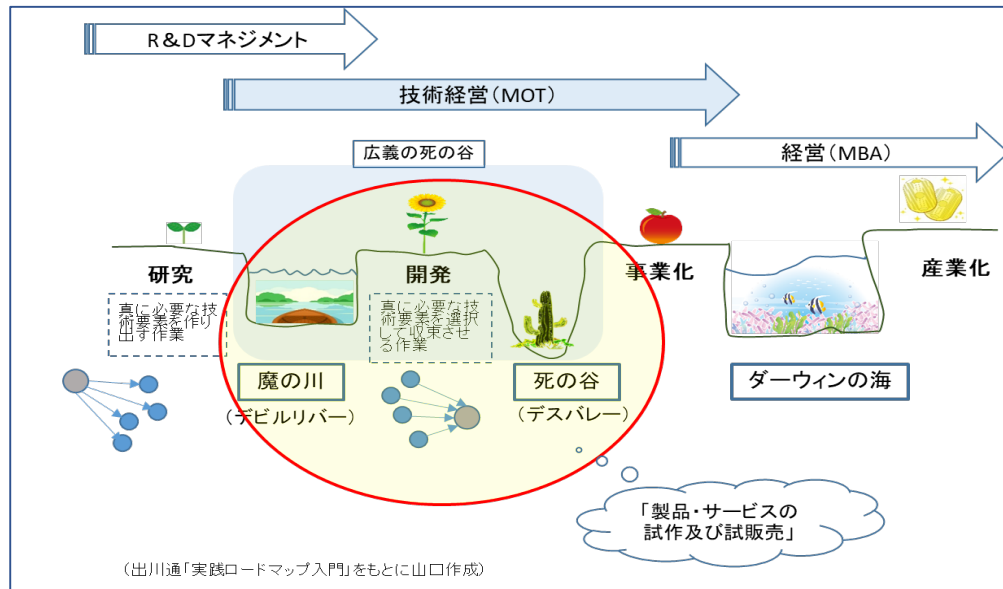 R&Dマネジメント
技術経営(MOT)
広義の死の谷
経営(MBA)
研究
開発
事業化
産業化
真に必要な技
術要素を作り
出す作業
真に必要な技
術要素を選択
して収束させ
る作業
魔の川
(デビルリバー)
死の谷
(デスバレー)
ダーウィンの海
「製品・サービスの
試作及び試販売」
(出川通「実践ロードマップ入門」をもとに山口作成)